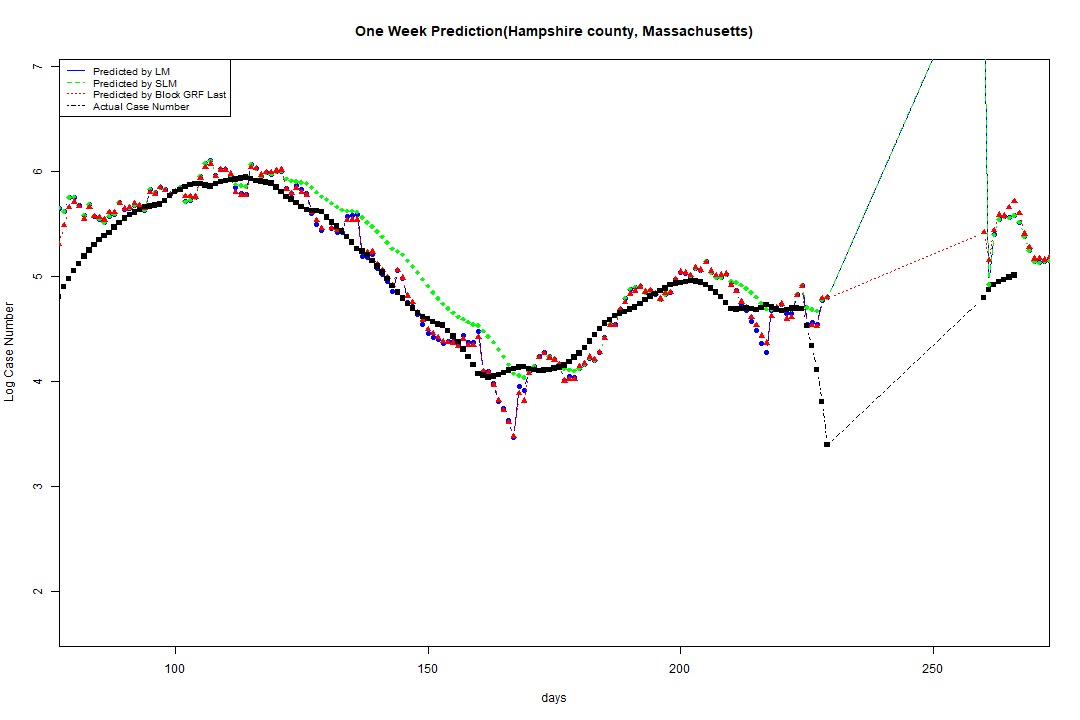 One Week Prediction(Hampshire county, Massachusetts)
Predicted by LM
Predicted by SLM
Predicted by Block GRF Last
Actual Case Number
7
6
5
4
3
2
Log Case Number
100 150 200 250
days